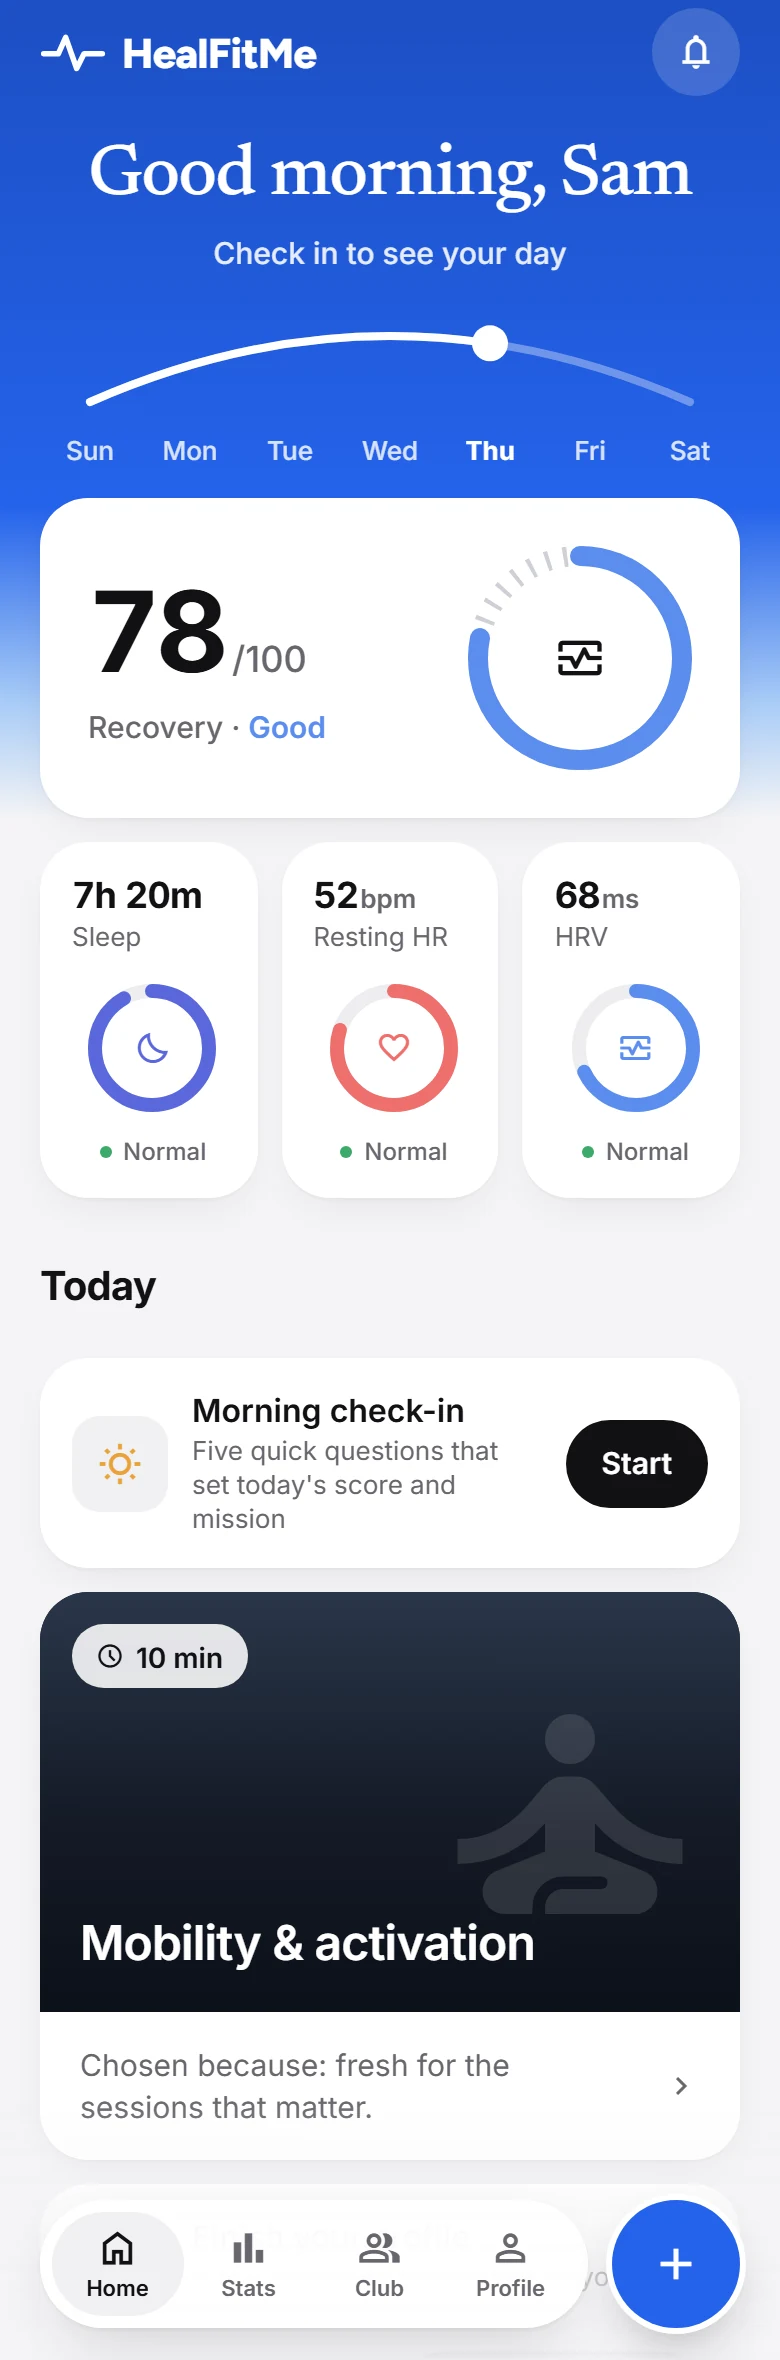 HealFitMe
Good morning, Sam
Check in to see your day
Sun Mon Tue Wed Thu Fri Sat
78/100
Recovery · Good
7h 20m
Sleep
Normal
52bpm
Resting HR
Normal
68ms
HRV
Normal
Today
Morning check-in
Five quick questions that
set today's score and
mission
Start
10 min
Mobility & activation
Chosen because: fresh for the
sessions that matter.
Home Stats Club Profile